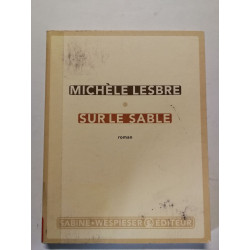 MICHÈLE LESBRE
SUR LE SABLE
roman
SABINE WESPIESER ÉDITEUR